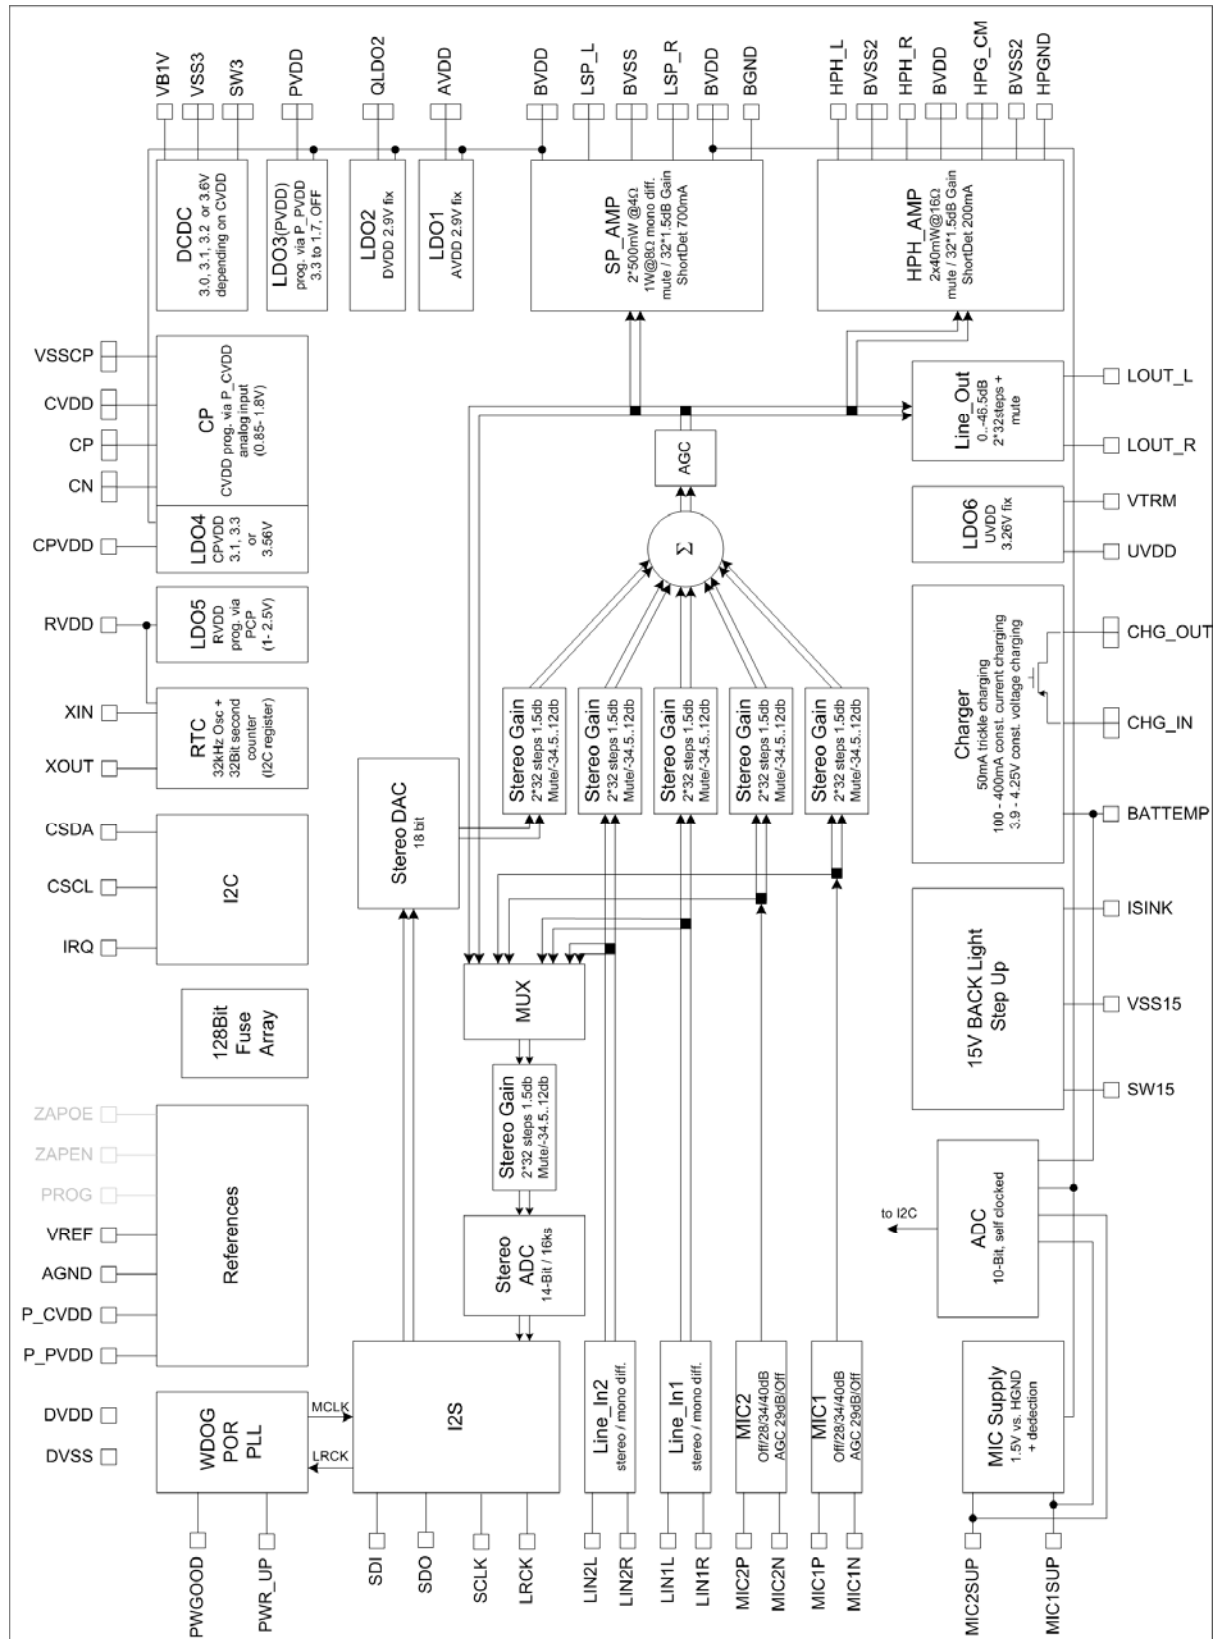 VB1V
VSS3
SW3
PVDD
QLDO2
AVDD
BVDD
LSP_L
BVSS
LSP_R
BVDD
BGND
HPH_L
BVSS2
HPH_R
BVDD
HPG_CM
BVSS2
HPGND
DCDC
3.0, 3.1, 3.2 or 3.6V
depending on CVDD
LDO3(PVDD)
prog. via P_PVDD
3.3 to 1.7, OFF
LDO2
DVDD 2.9V fix
LDO1
AVDD 2.9V fix
SP_AMP
2*500mW @4Ω
1W@8Ω mono diff.
mute / 32*1.5dB Gain
ShortDet 700mA
HPH_AMP
2x40mW@16Ω
mute / 32*1.5dB Gain
ShortDet 200mA
VSSCP
CVDD
CP
CN
CPVDD
CP
CVDD prog. via P_CVDD
analog input
(0.85- 1.8V)
LDO4
CPVDD
3.1, 3.3
or
3.56V
Line_Out
0..-46.5dB
2*32steps +
mute
LOUT_L
LOUT_R
AGC
Σ
LDO6
UVDD
3.26V fix
VTRM
UVDD
RVDD
LDO5
RVDD
prog. via
PCP
(1- 2.5V)
XIN
XOUT
RTC
32kHz Osc +
32Bit second
counter
(I2C register)
Charger
50mA trickle charging
100 - 400mA const. current charging
3.9 - 4.25V const. voltage charging
CHG_OUT
CHG_IN
BATTEMP
Stereo Gain
2*32 steps 1.5db
Mute/-34.5..12db
Stereo Gain
2*32 steps 1.5db
Mute/-34.5..12db
Stereo Gain
2*32 steps 1.5db
Mute/-34.5..12db
Stereo Gain
2*32 steps 1.5db
Mute/-34.5..12db
Stereo Gain
2*32 steps 1.5db
Mute/-34.5..12db
Stereo DAC
18 bit
CSDA
CSCL
IRQ
I2C
15V BACK Light
Step Up
ISINK
VSS15
SW15
MUX
128Bit
Fuse
Array
Stereo Gain
2*32 steps 1.5db
Mute/-34.5..12db
ZAPOE
ZAPEN
PROG
VREF
AGND
P_CVDD
P_PVDD
References
Stereo
ADC
14-Bit / 16ks
to I2C
ADC
10-Bit, self clocked
DVDD
DVSS
WDOG
POR
PLL
MCLK
LRCK
I2S
Line_In2
stereo / mono diff.
Line_In1
stereo / mono diff.
MIC2
Off/28/34/40dB
AGC 29dB/Off
MIC1
Off/28/34/40dB
AGC 29dB/Off
MIC Supply
1.5V vs. HGND
+ dedection
PWGOOD
PWR_UP
SDI
SDO
SCLK
LRCK
LIN2L
LIN2R
LIN1L
LIN1R
MIC2P
MIC2N
MIC1P
MIC1N
MIC2SUP
MIC1SUP